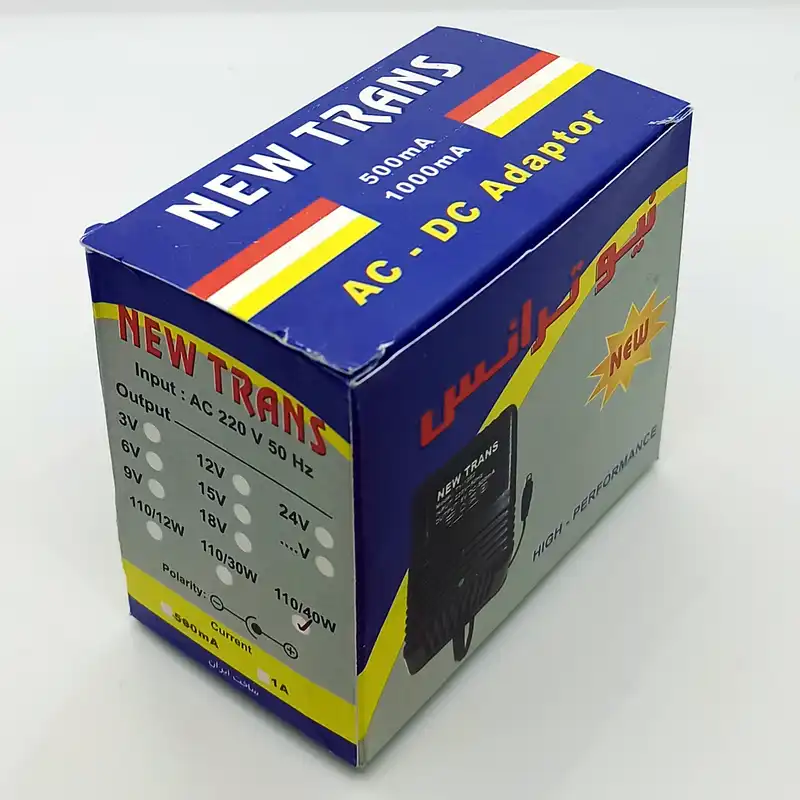 NEW TRANS
500mA
1000mA
AC - DC Adaptor
نیو ترانس
NEW
NEW TRANS
HIGH - PERFORMANCE
NEW TRANS
Input : AC 220 V 50 Hz
Output
3V
6V
9V
110/12W
12V
15V
18V
110/30W
24V
....V
110/40W
Polarity:
Current
500mA
1A
ساخت ایران